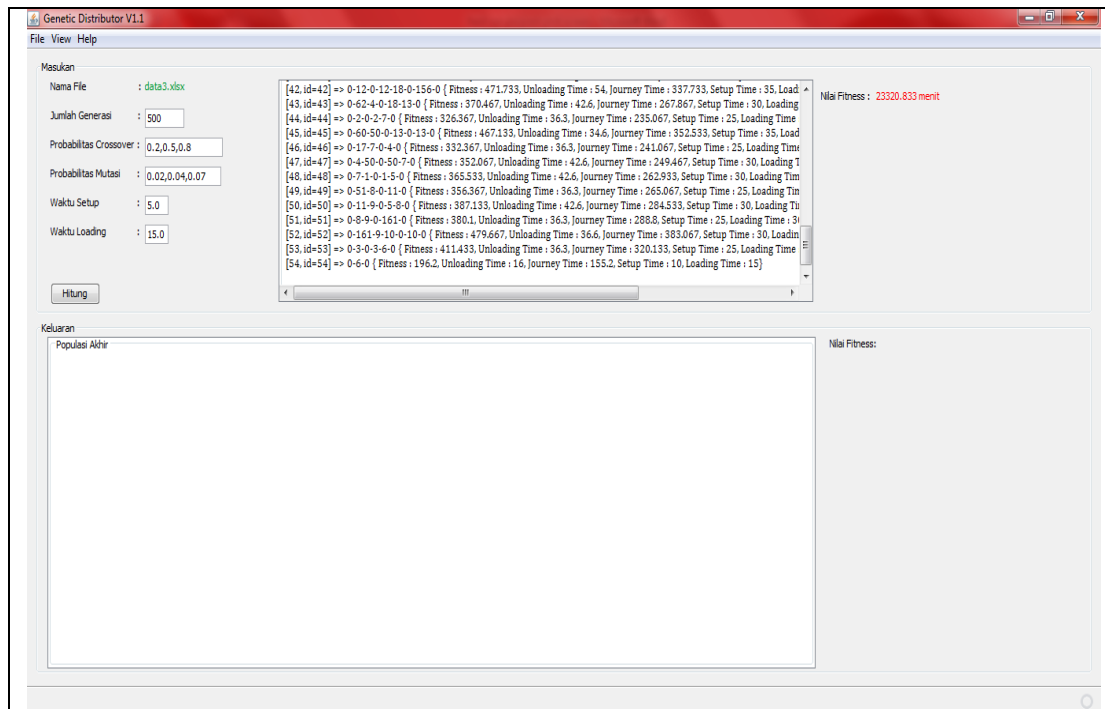 Genetic Distributor V1.1
File View Help
Masukan
Nama File : data3.xlsx
Jumlah Generasi : 500
Probabilitas Crossover : 0.2,0.5,0.8
Probabilitas Mutasi : 0.02,0.04,0.07
Waktu Setup : 5.0
Waktu Loading : 15.0
Hitung
[42, id=42] => 0-12-0-12-18-0-156-0 { Fitness : 471.733, Unloading Time : 54, Journey Time : 337.733, Setup Time : 35, Load
[43, id=43] => 0-62-4-0-18-13-0 { Fitness : 370.467, Unloading Time : 42.6, Journey Time : 267.867, Setup Time : 30, Loading
[44, id=44] => 0-2-0-2-7-0 { Fitness : 326.367, Unloading Time : 36.3, Journey Time : 235.067, Setup Time : 25, Loading Time
[45, id=45] => 0-60-50-0-13-0-13-0 { Fitness : 467.133, Unloading Time : 34.6, Journey Time : 352.533, Setup Time : 35, Load
[46, id=46] => 0-17-7-0-4-0 { Fitness : 332.367, Unloading Time : 36.3, Journey Time : 241.067, Setup Time : 25, Loading Time
[47, id=47] => 0-4-50-0-50-7-0 { Fitness : 352.067, Unloading Time : 42.6, Journey Time : 249.467, Setup Time : 30, Loading T
[48, id=48] => 0-7-1-0-1-5-0 { Fitness : 365.533, Unloading Time : 42.6, Journey Time : 262.933, Setup Time : 30, Loading Tim
[49, id=49] => 0-51-8-0-11-0 { Fitness : 356.367, Unloading Time : 36.3, Journey Time : 265.067, Setup Time : 25, Loading Tin
[50, id=50] => 0-11-9-0-5-8-0 { Fitness : 387.133, Unloading Time : 42.6, Journey Time : 284.533, Setup Time : 30, Loading Ti
[51, id=51] => 0-8-9-0-161-0 { Fitness : 380.1, Unloading Time : 36.3, Journey Time : 288.8, Setup Time : 25, Loading Time : 3
[52, id=52] => 0-161-9-10-0-10-0 { Fitness : 479.667, Unloading Time : 36.6, Journey Time : 383.067, Setup Time : 30, Loadin
[53, id=53] => 0-3-0-3-6-0 { Fitness : 411.433, Unloading Time : 36.3, Journey Time : 320.133, Setup Time : 25, Loading Time
[54, id=54] => 0-6-0 { Fitness : 196.2, Unloading Time : 16, Journey Time : 155.2, Setup Time : 10, Loading Time : 15}
Nilai Fitness : 23320.833 menit
Keluaran
Populasi Akhir
Nilai Fitness: